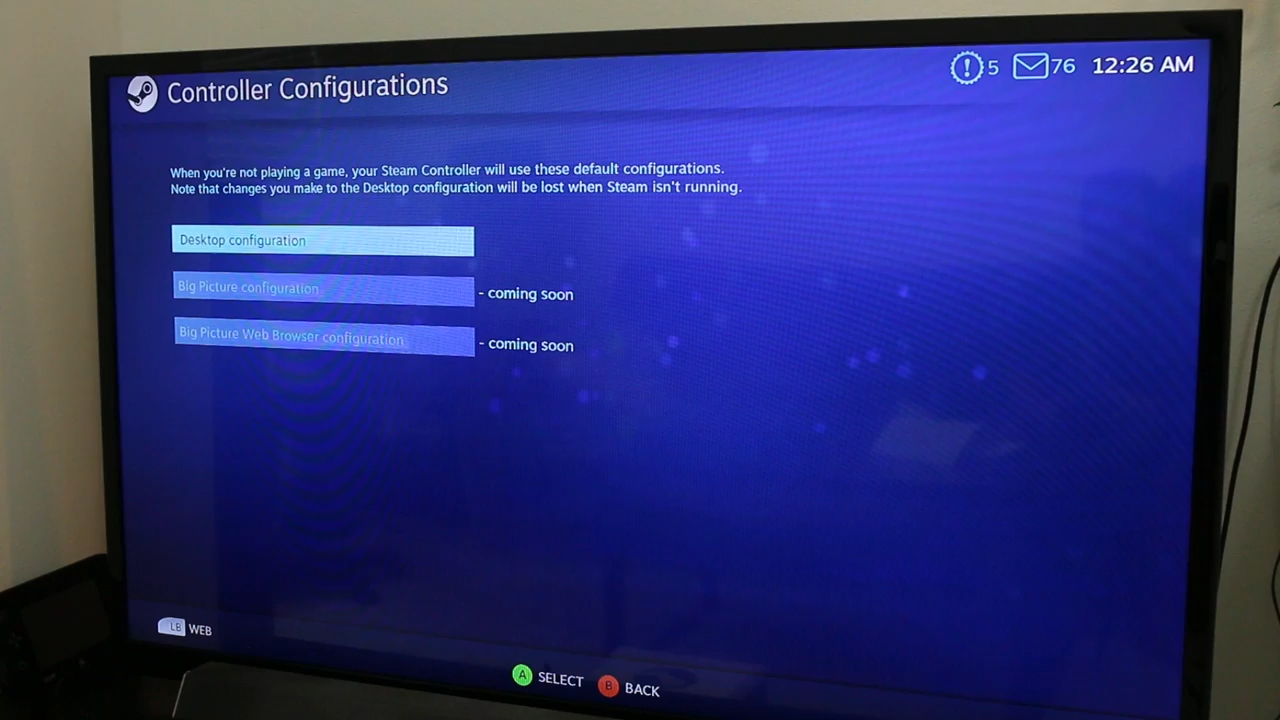 Controller Configurations
! 5 76 12:26 AM
When you're not playing a game, your Steam Controller will use these default configurations.
Note that changes you make to the Desktop configuration will be lost when Steam isn't running.
Desktop configuration
Big Picture configuration - coming soon
Big Picture Web Browser configuration - coming soon
LB WEB
A SELECT B BACK